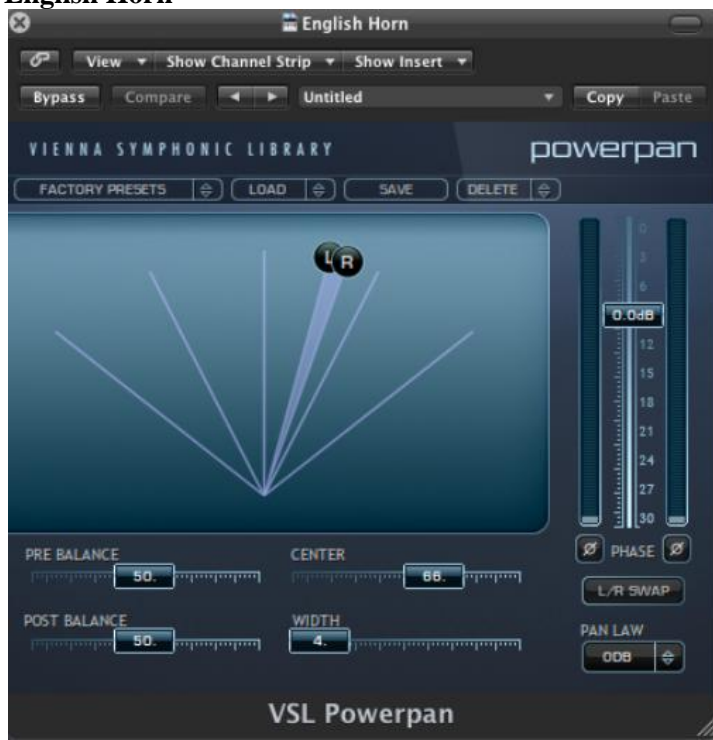 English Horn
English Horn
View Show Channel Strip Show Insert
Bypass Compare Untitled Copy Paste
VIENNA SYMPHONIC LIBRARY powerpan
FACTORY PRESETS LOAD SAVE DELETE
L R
0
3
6
0.0dB
12
15
18
21
24
27
30
PRE BALANCE CENTER
50. 66.
Ø PHASE Ø
L/R SWAP
POST BALANCE WIDTH
50. 4.
PAN LAW
0DB
VSL Powerpan